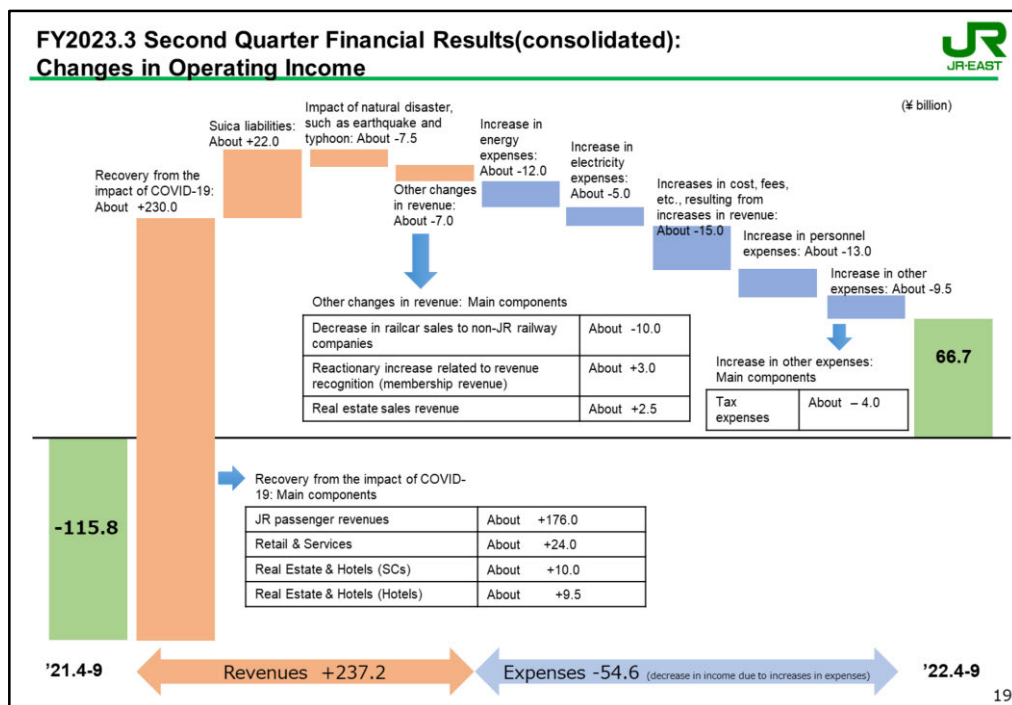 FY2023.3 Second Quarter Financial Results(consolidated):
Changes in Operating Income
JR
JR-EAST
(¥ billion)
Recovery from the
impact of COVID-19:
About +230.0
Suica liabilities:
About +22.0
Impact of natural disaster,
such as earthquake and
typhoon: About -7.5
Other changes
in revenue:
About -7.0
Increase in
energy
expenses:
About -12.0
Increase in
electricity
expenses:
About -5.0
Increases in cost, fees,
etc., resulting from
increases in revenue:
About -15.0
Increase in personnel
expenses: About -13.0
Increase in other
expenses: About -9.5
Other changes in revenue: Main components
Decrease in railcar sales to non-JR railway
companies
About -10.0
Reactionary increase related to revenue
recognition (membership revenue)
About +3.0
Real estate sales revenue
About +2.5
Increase in other expenses:
Main components
Tax
expenses
About – 4.0
66.7
-115.8
Recovery from the impact of COVID-
19: Main components
JR passenger revenues
About +176.0
Retail & Services
About +24.0
Real Estate & Hotels (SCs)
About +10.0
Real Estate & Hotels (Hotels)
About +9.5
’21.4-9
Revenues +237.2
Expenses -54.6 (decrease in income due to increases in expenses)
’22.4-9
19